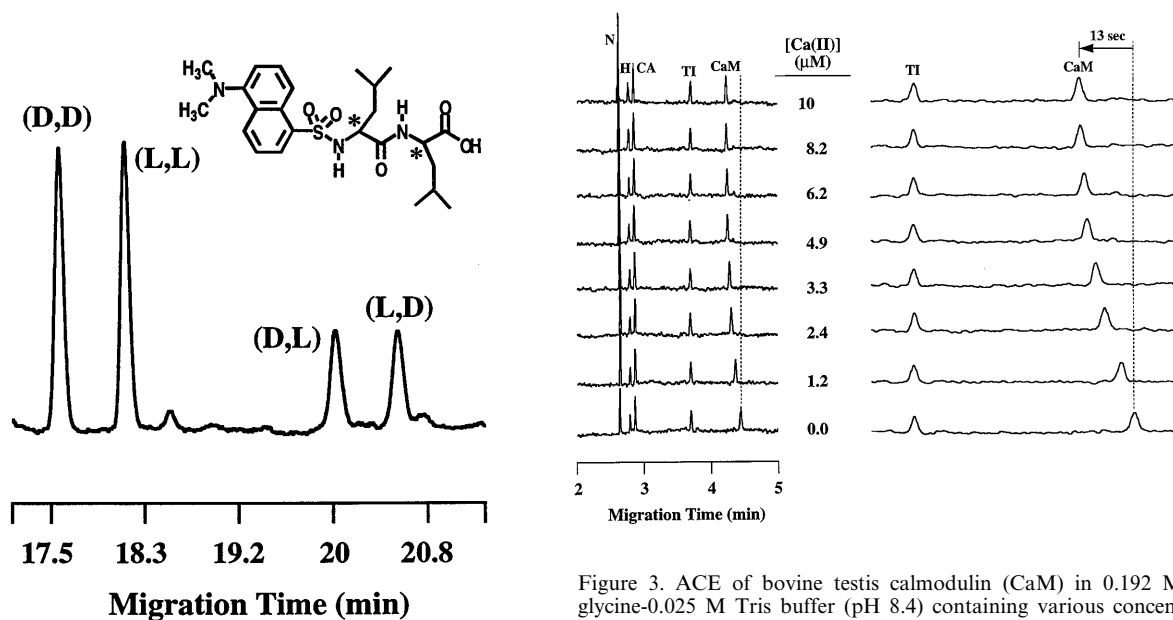 (D,D)
(L,L)
(D,L)
(L,D)
H₃C
N
H₃C
O O
S
N
H
*
O
H
N
*
O
OH
17.5 18.3 19.2 20 20.8
Migration Time (min)
N
H CA TI CaM
[Ca(II)]
(μM)
10
8.2
6.2
4.9
3.3
2.4
1.2
0.0
13 sec
TI CaM
2 3 4 5
Migration Time (min)
Figure 3. ACE of bovine testis calmodulin (CaM) in 0.192 M
glycine-0.025 M Tris buffer (pH 8.4) containing various concen